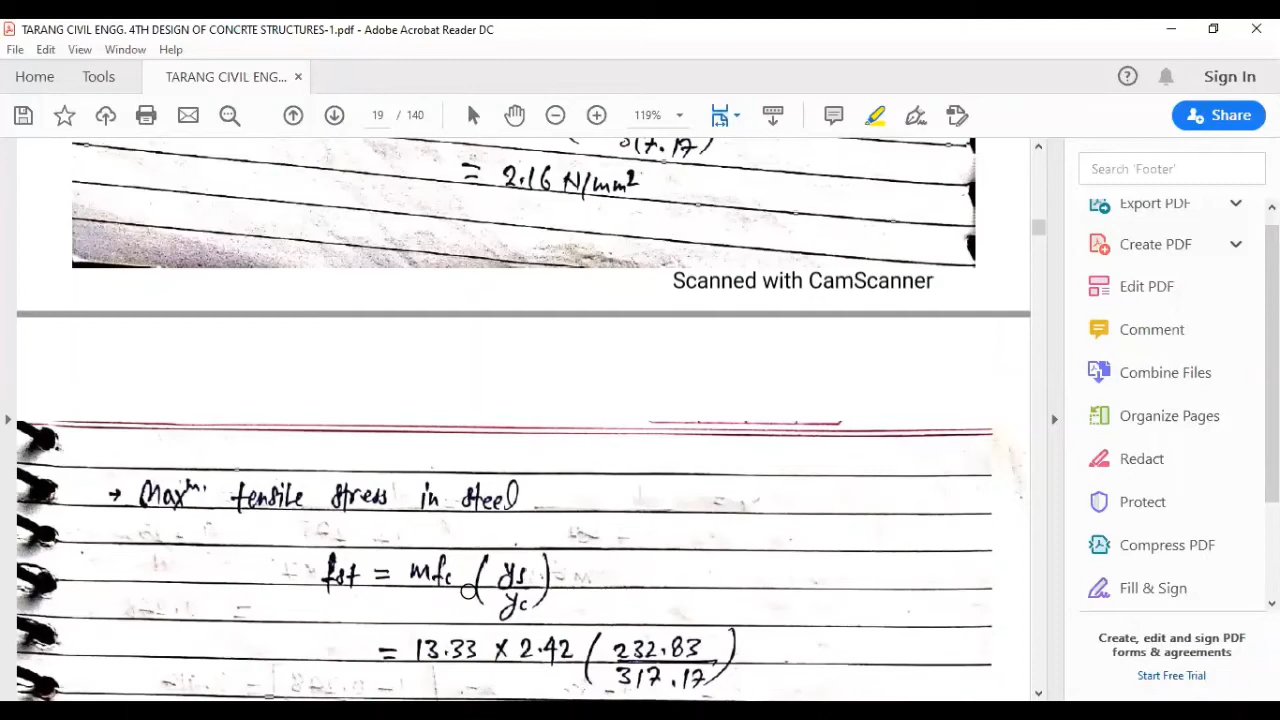 TARANG CIVIL ENGG. 4TH DESIGN OF CONCRTE STRUCTURES-1.pdf - Adobe Acrobat Reader DC
File Edit View Window Help
Home Tools TARANG CIVIL ENG... × Sign In
19 / 140 119% Share
317.17)
= 2.16 N/mm²
Scanned with CamScanner
→ Maxᵐ. tensile stress in steel
fst = mfc (ys/yc)
= 13.33 × 2.42 (232.83/317.17)
Search 'Footer'
Export PDF
Create PDF
Edit PDF
Comment
Combine Files
Organize Pages
Redact
Protect
Compress PDF
Fill & Sign
Create, edit and sign PDF
forms & agreements
Start Free Trial